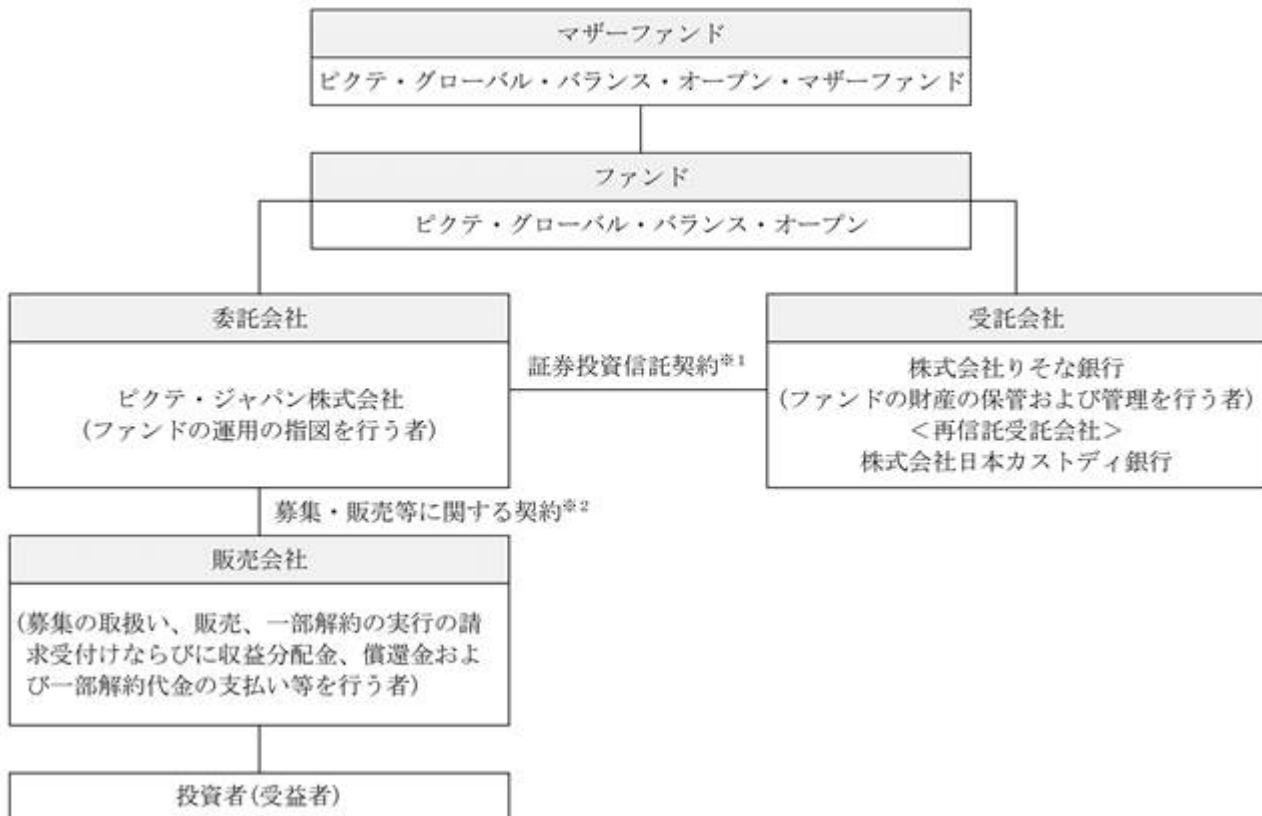 マザーファンド
ピクテ・グローバル・バランス・オープン・マザーファンド
ファンド
ピクテ・グローバル・バランス・オープン
委託会社
ピクテ・ジャパン株式会社
(ファンドの運用の指図を行う者)
証券投資信託契約※1
受託会社
株式会社りそな銀行
(ファンドの財産の保管および管理を行う者)
＜再信託受託会社＞
株式会社日本カストディ銀行
募集・販売等に関する契約※2
販売会社
(募集の取扱い、販売、一部解約の実行の請
求受付けならびに収益分配金、償還金およ
び一部解約代金の支払い等を行う者)
投資者(受益者)